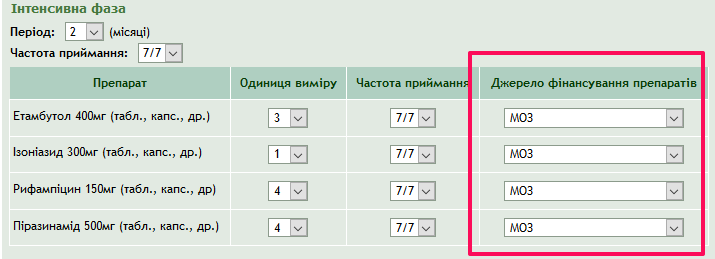 Інтенсивна фаза
Період: 2 (місяці)
Частота приймання: 7/7
Препарат Одиниця виміру Частота приймання Джерело фінансування препаратів
Етамбутол 400мг (табл., капс., др.) 3 7/7 МОЗ
Ізоніазид 300мг (табл., капс., др.) 1 7/7 МОЗ
Рифампіцин 150мг (табл., капс., др) 4 7/7 МОЗ
Піразинамід 500мг (табл., капс., др.) 4 7/7 МОЗ